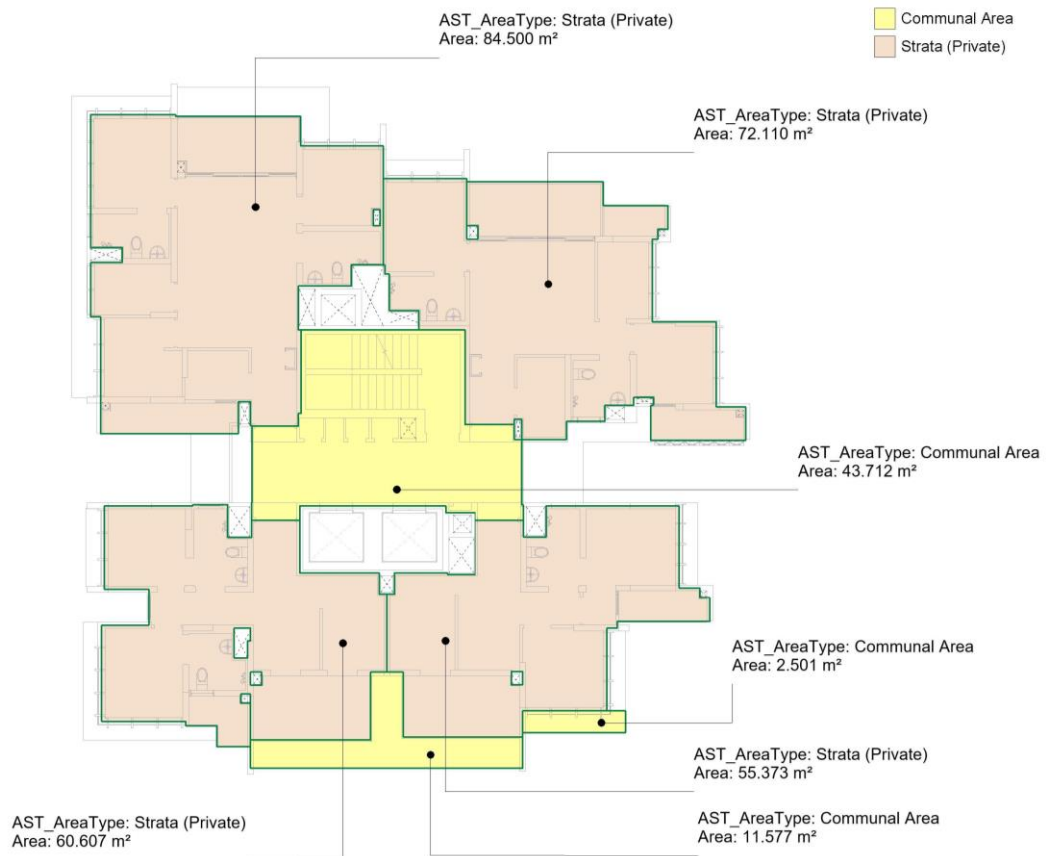 AST_AreaType: Strata (Private)
Area: 84.500 m²
Communal Area
Strata (Private)
AST_AreaType: Strata (Private)
Area: 72.110 m²
AST_AreaType: Communal Area
Area: 43.712 m²
AST_AreaType: Communal Area
Area: 2.501 m²
AST_AreaType: Strata (Private)
Area: 55.373 m²
AST_AreaType: Communal Area
Area: 11.577 m²
AST_AreaType: Strata (Private)
Area: 60.607 m²